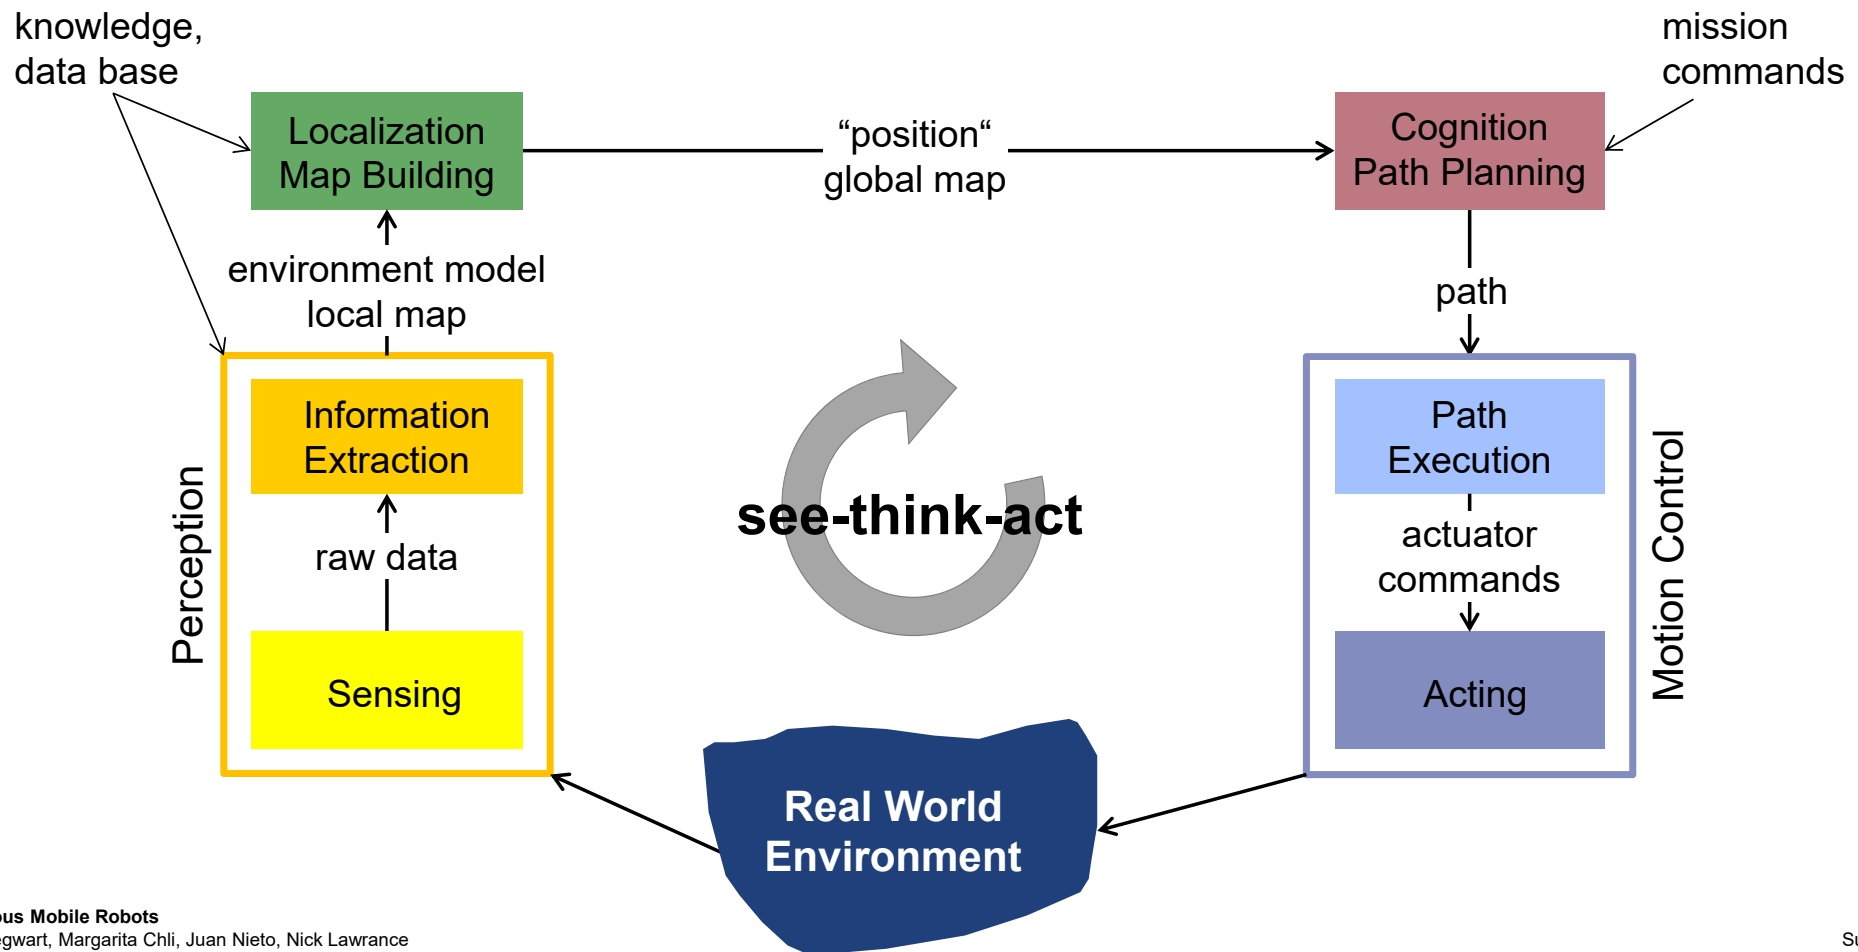 knowledge,
data base
mission
commands
Localization
Map Building
“position“
global map
Cognition
Path Planning
environment model
local map
path
Perception
Information
Extraction
raw data
Sensing
see-think-act
Path
Execution
actuator
commands
Acting
Motion Control
Real World
Environment
Mobile Robots
Margarita Chli, Juan Nieto, Nick Lawrance